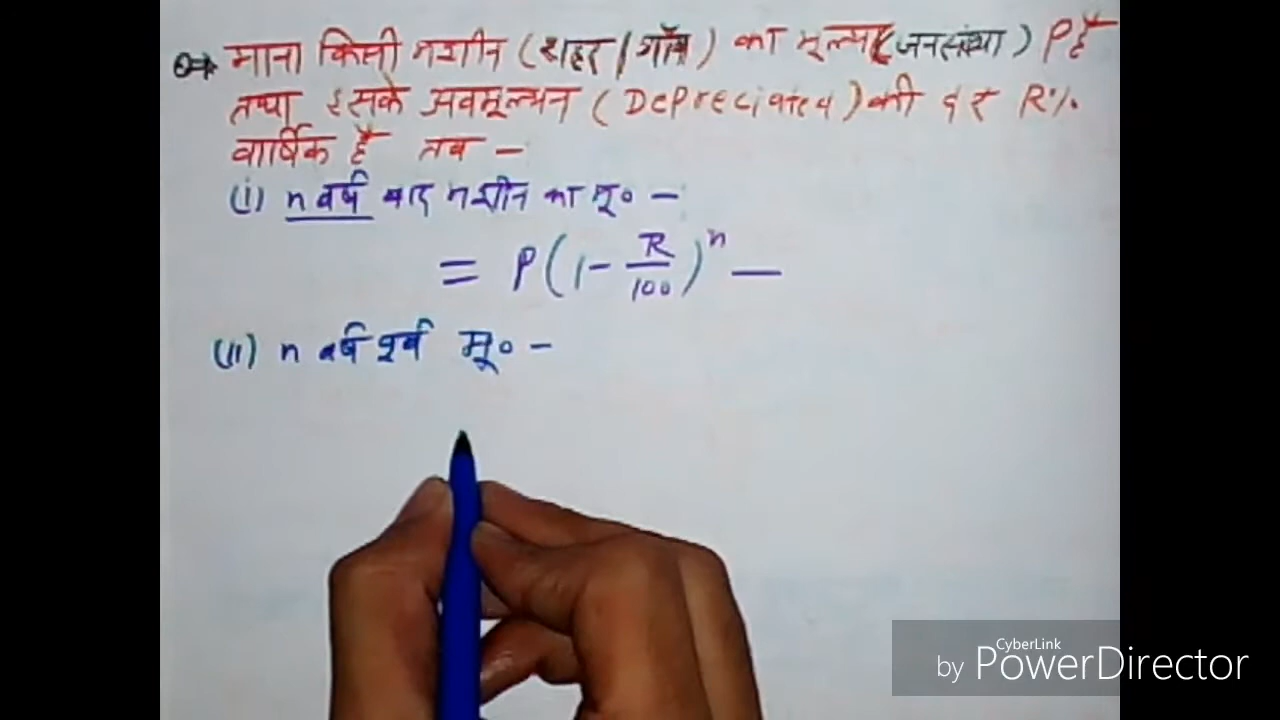 माना किसी मशीन (शहर/गाँव) का मूल्य (जनसंख्या) P है
तथा इसके अवमूल्यन (Depreciated) की दर R%
वार्षिक है तब –
(i) n वर्ष बाद मशीन का मू० –
= P(1 - R/100)^n —
(ii) n वर्ष पूर्व मू० –
CyberLink
by PowerDirector